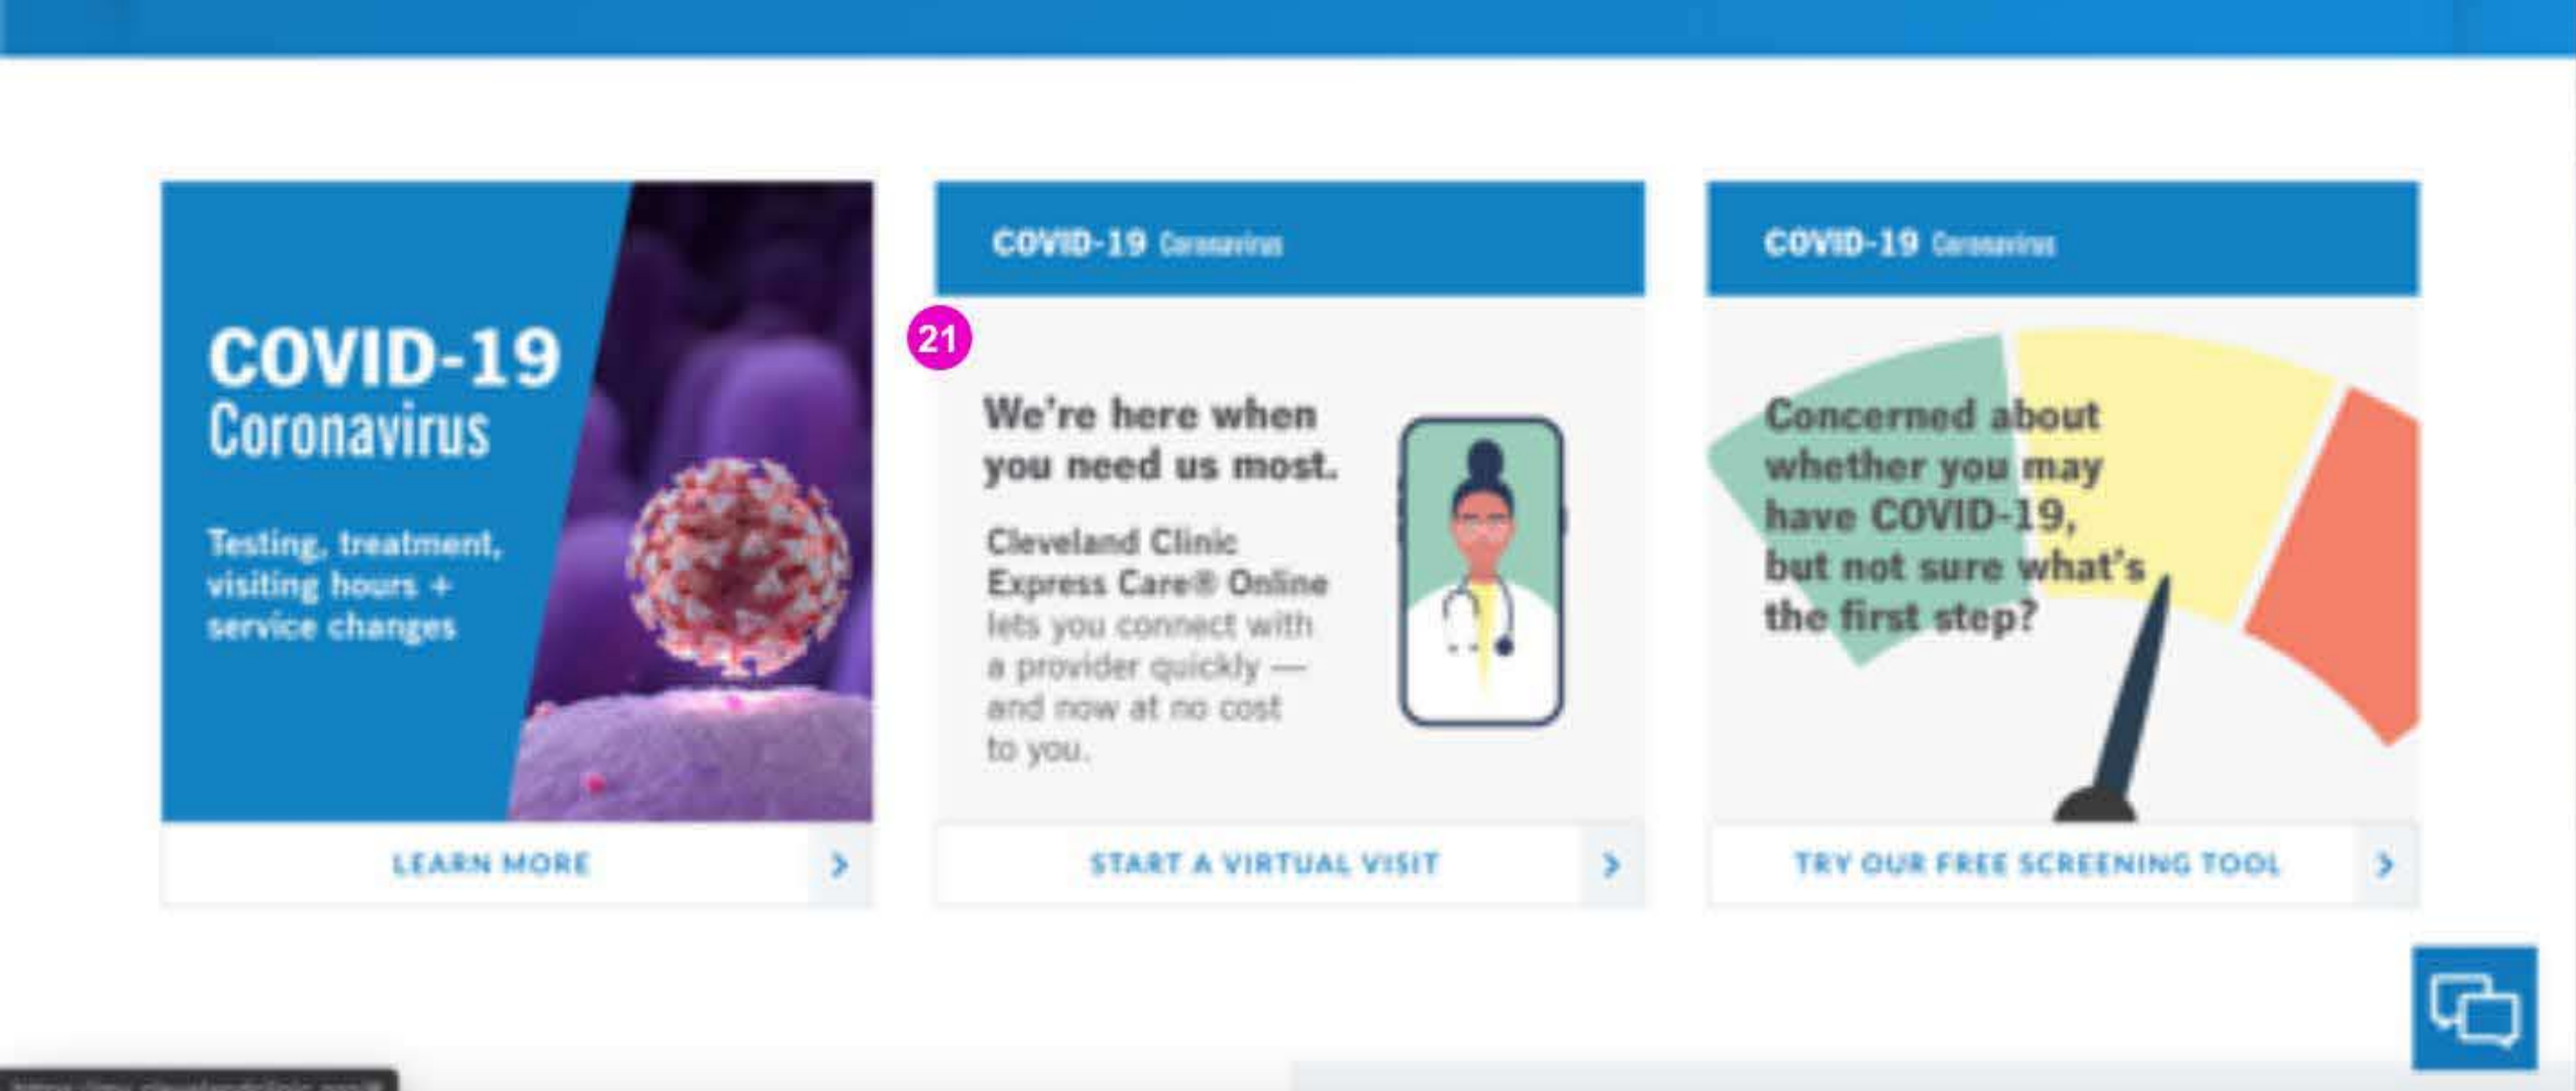 COVID-19
Coronavirus
Testing, treatment,
visiting hours +
service changes
LEARN MORE
COVID-19 Coronavirus
21
We're here when
you need us most.
Cleveland Clinic
Express Care® Online
lets you connect with
a provider quickly —
and now at no cost
to you.
START A VIRTUAL VISIT
COVID-19 Coronavirus
Concerned about
whether you may
have COVID-19,
but not sure what's
the first step?
TRY OUR FREE SCREENING TOOL